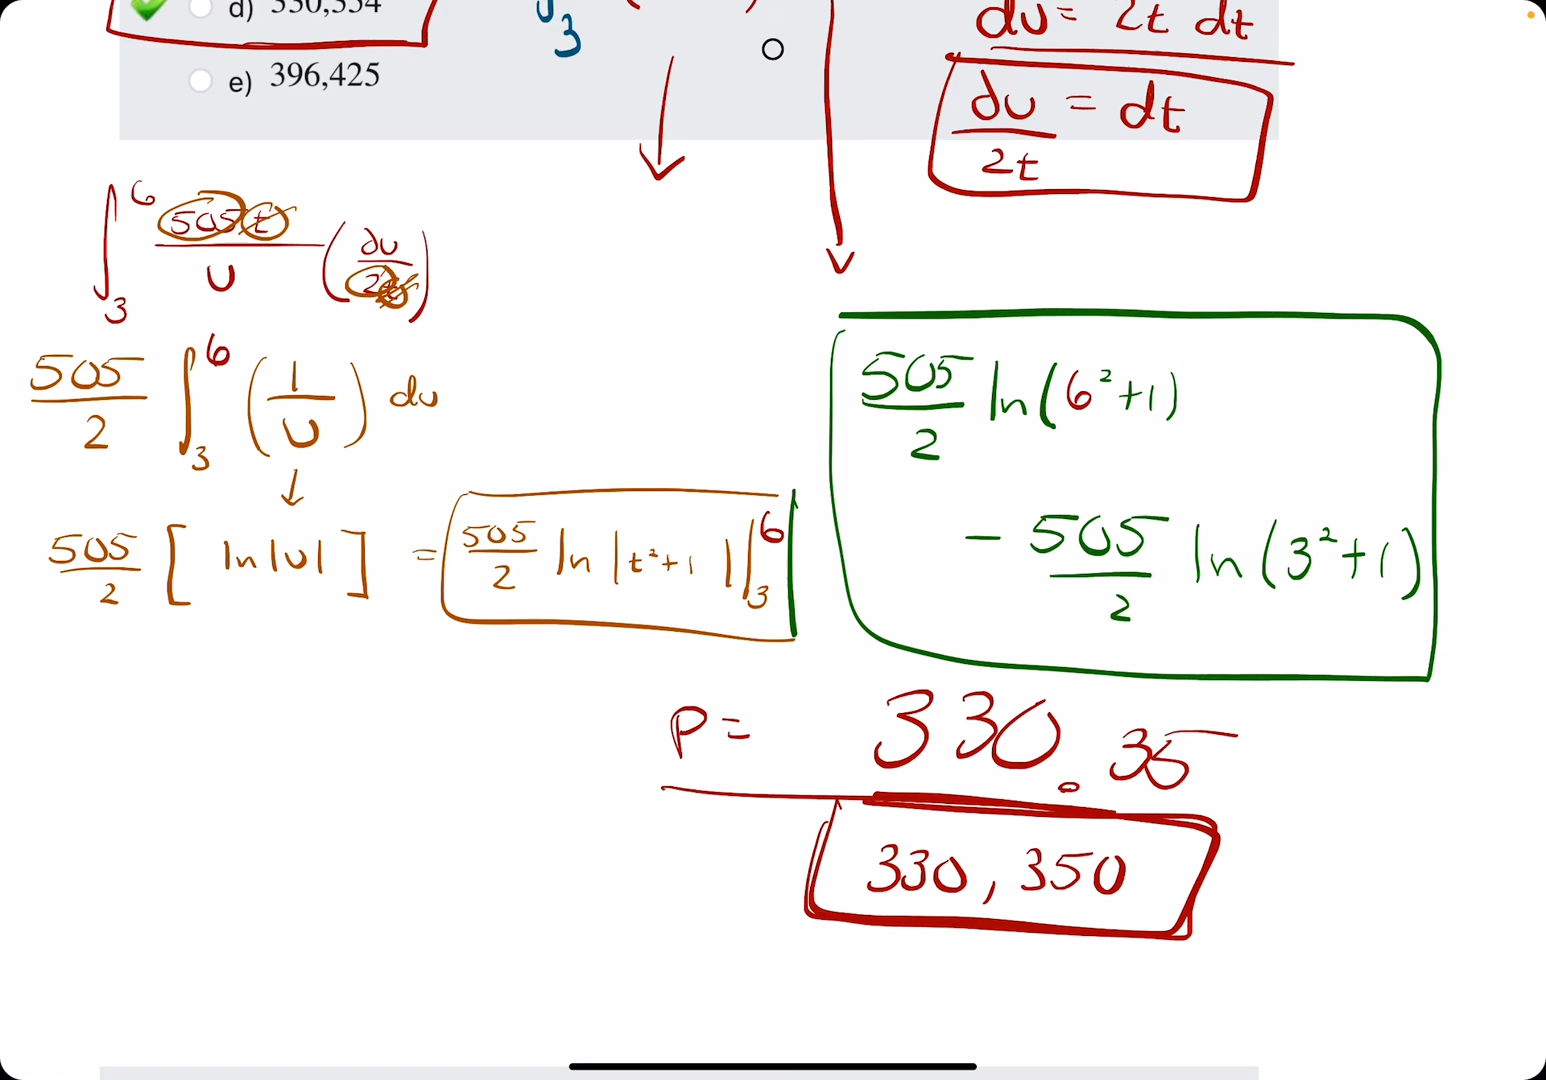 d) 330,354
e) 396,425
3
du = 2t dt
du/2t = dt
∫₃⁶ 505t/u (du/2t)
505/2 ∫₃⁶ (1/u) du
505/2 [ ln|u| ] = 505/2 ln|t²+1| |₃⁶
505/2 ln(6²+1)
- 505/2 ln(3²+1)
P = 330.35
330,350